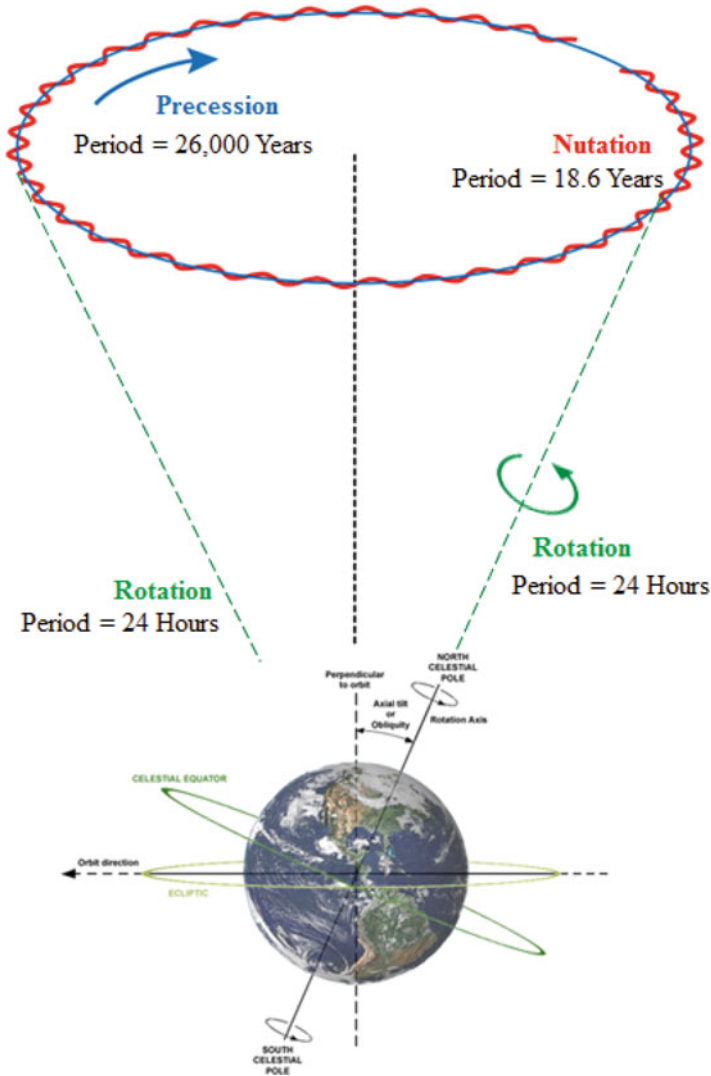 Precession
Period = 26,000 Years
Nutation
Period = 18.6 Years
Rotation
Period = 24 Hours
Rotation
Period = 24 Hours
NORTH
CELESTIAL
POLE
Perpendicular
to orbit
Axial tilt
or
Obliquity
Rotation Axis
CELESTIAL EQUATOR
Orbit direction
ECLIPTIC
SOUTH
CELESTIAL
POLE